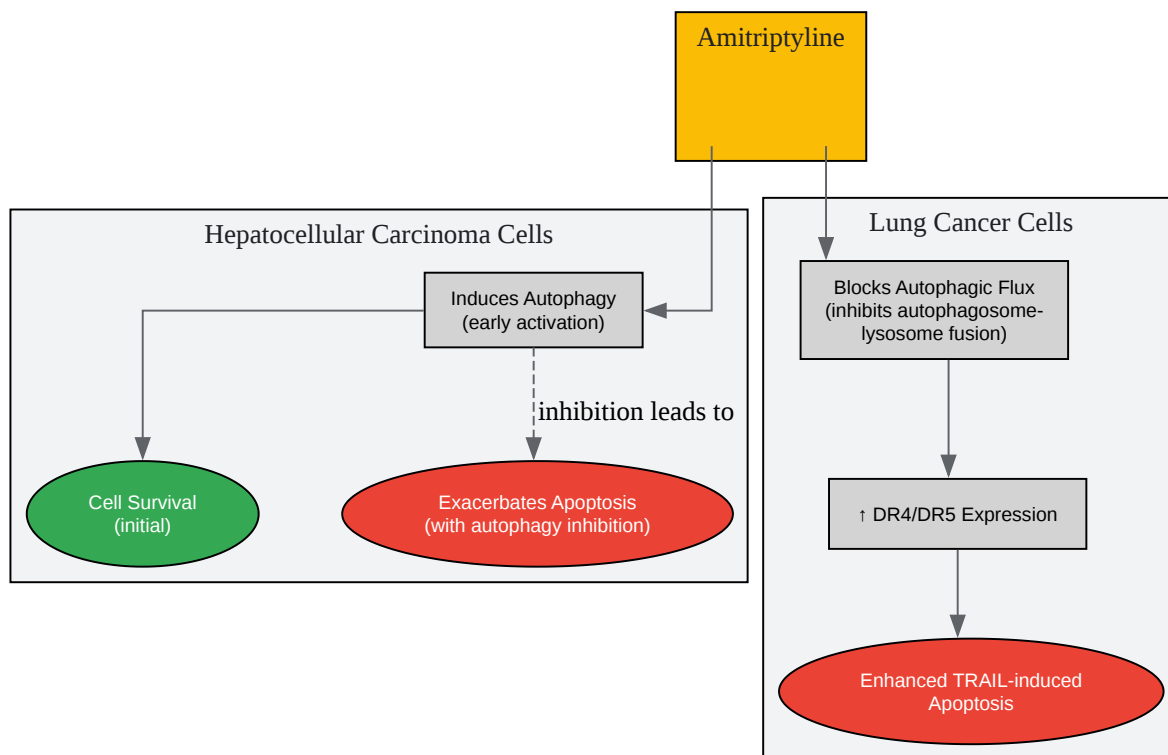 Amitriptyline
Hepatocellular Carcinoma Cells
Induces Autophagy
(early activation)
inhibition leads to
Cell Survival
(initial)
Exacerbates Apoptosis
(with autophagy inhibition)
Lung Cancer Cells
Blocks Autophagic Flux
(inhibits autophagosome-
lysosome fusion)
↑ DR4/DR5 Expression
Enhanced TRAIL-induced
Apoptosis